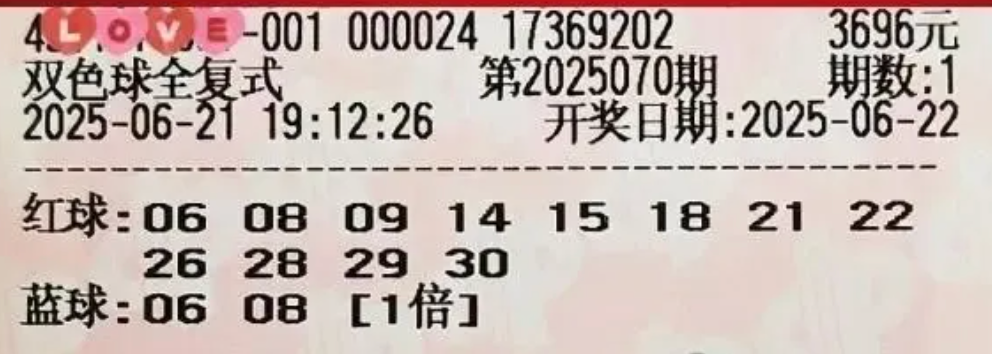 LOVE -001 000024 17369202 3696元
双色球全复式 第2025070期 期数:1
2025-06-21 19:12:26 开奖日期:2025-06-22
--------------------------------------------
红球:06 08 09 14 15 18 21 22
26 28 29 30
蓝球:06 08 [1倍]